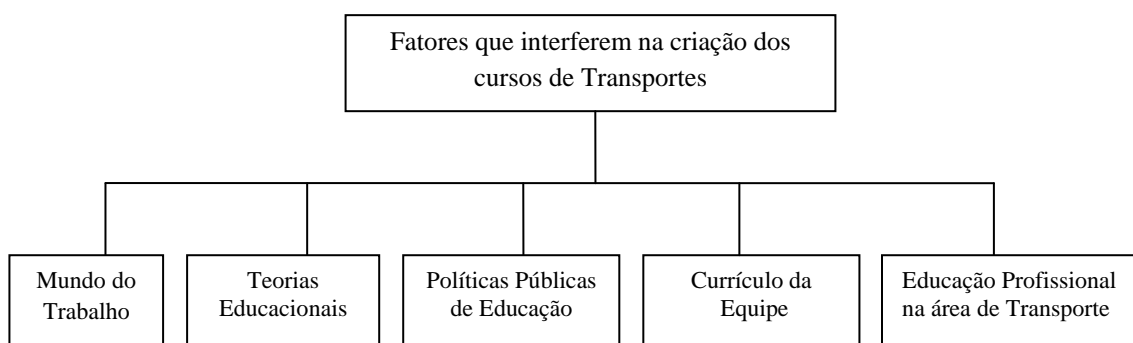 Fatores que interferem na criação dos
cursos de Transportes
Mundo do
Trabalho
Teorias
Educacionais
Políticas Públicas
de Educação
Currículo da
Equipe
Educação Profissional
na área de Transporte